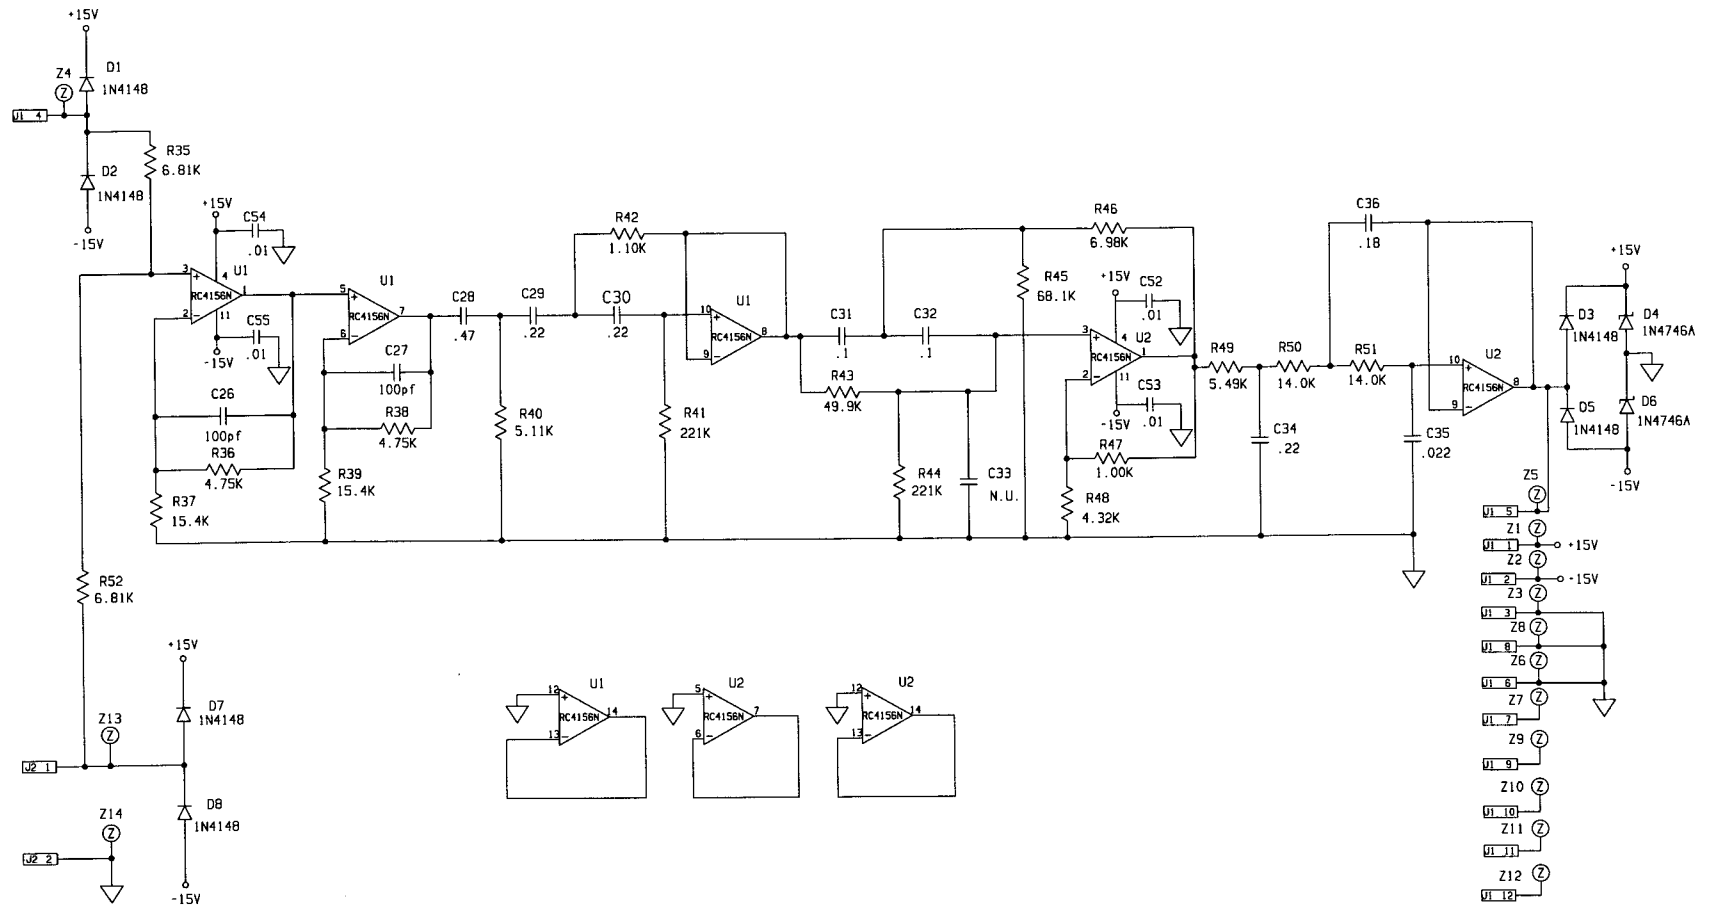 +15V
D1
1N4148
Z4
Z
J1 4
D2
1N4148
-15V
R35
6.81K
+15V
C54
.01
3
+
4
U1
RC4156N
1
2
-
11
C55
.01
-15V
C26
100pf
R36
4.75K
R37
15.4K
U1
5
+
7
RC4156N
6
-
C27
100pf
R38
4.75K
R39
15.4K
C28
.47
C29
.22
R40
5.11K
R42
1.10K
C30
.22
R41
221K
U1
10
+
8
RC4156N
9
-
C31
.1
C32
.1
R43
49.9K
R44
221K
C33
N.U.
R45
68.1K
R46
6.98K
+15V
C52
.01
3
+
4
U2
RC4156N
1
2
-
11
C53
.01
-15V
R47
1.00K
R48
4.32K
R49
5.49K
C34
.22
R50
14.0K
R51
14.0K
C36
.18
C35
.022
U2
10
+
8
RC4156N
9
-
+15V
D3
1N4148
D4
1N4746A
D5
1N4148
D6
1N4746A
-15V
Z5
Z
J1 5
Z1
Z
J1 1
+15V
Z2
Z
J1 2
-15V
Z3
Z
J1 3
Z8
Z
J1 8
Z6
Z
J1 6
Z7
Z
J1 7
Z9
Z
J1 9
Z10
Z
J1 10
Z11
Z
J1 11
Z12
Z
J1 12
R52
6.81K
+15V
D7
1N4148
Z13
Z
J2 1
D8
1N4148
-15V
Z14
Z
J2 2
U1
12
+
RC4156N
14
13
-
U2
5
+
RC4156N
7
6
-
U2
12
+
RC4156N
14
13
-